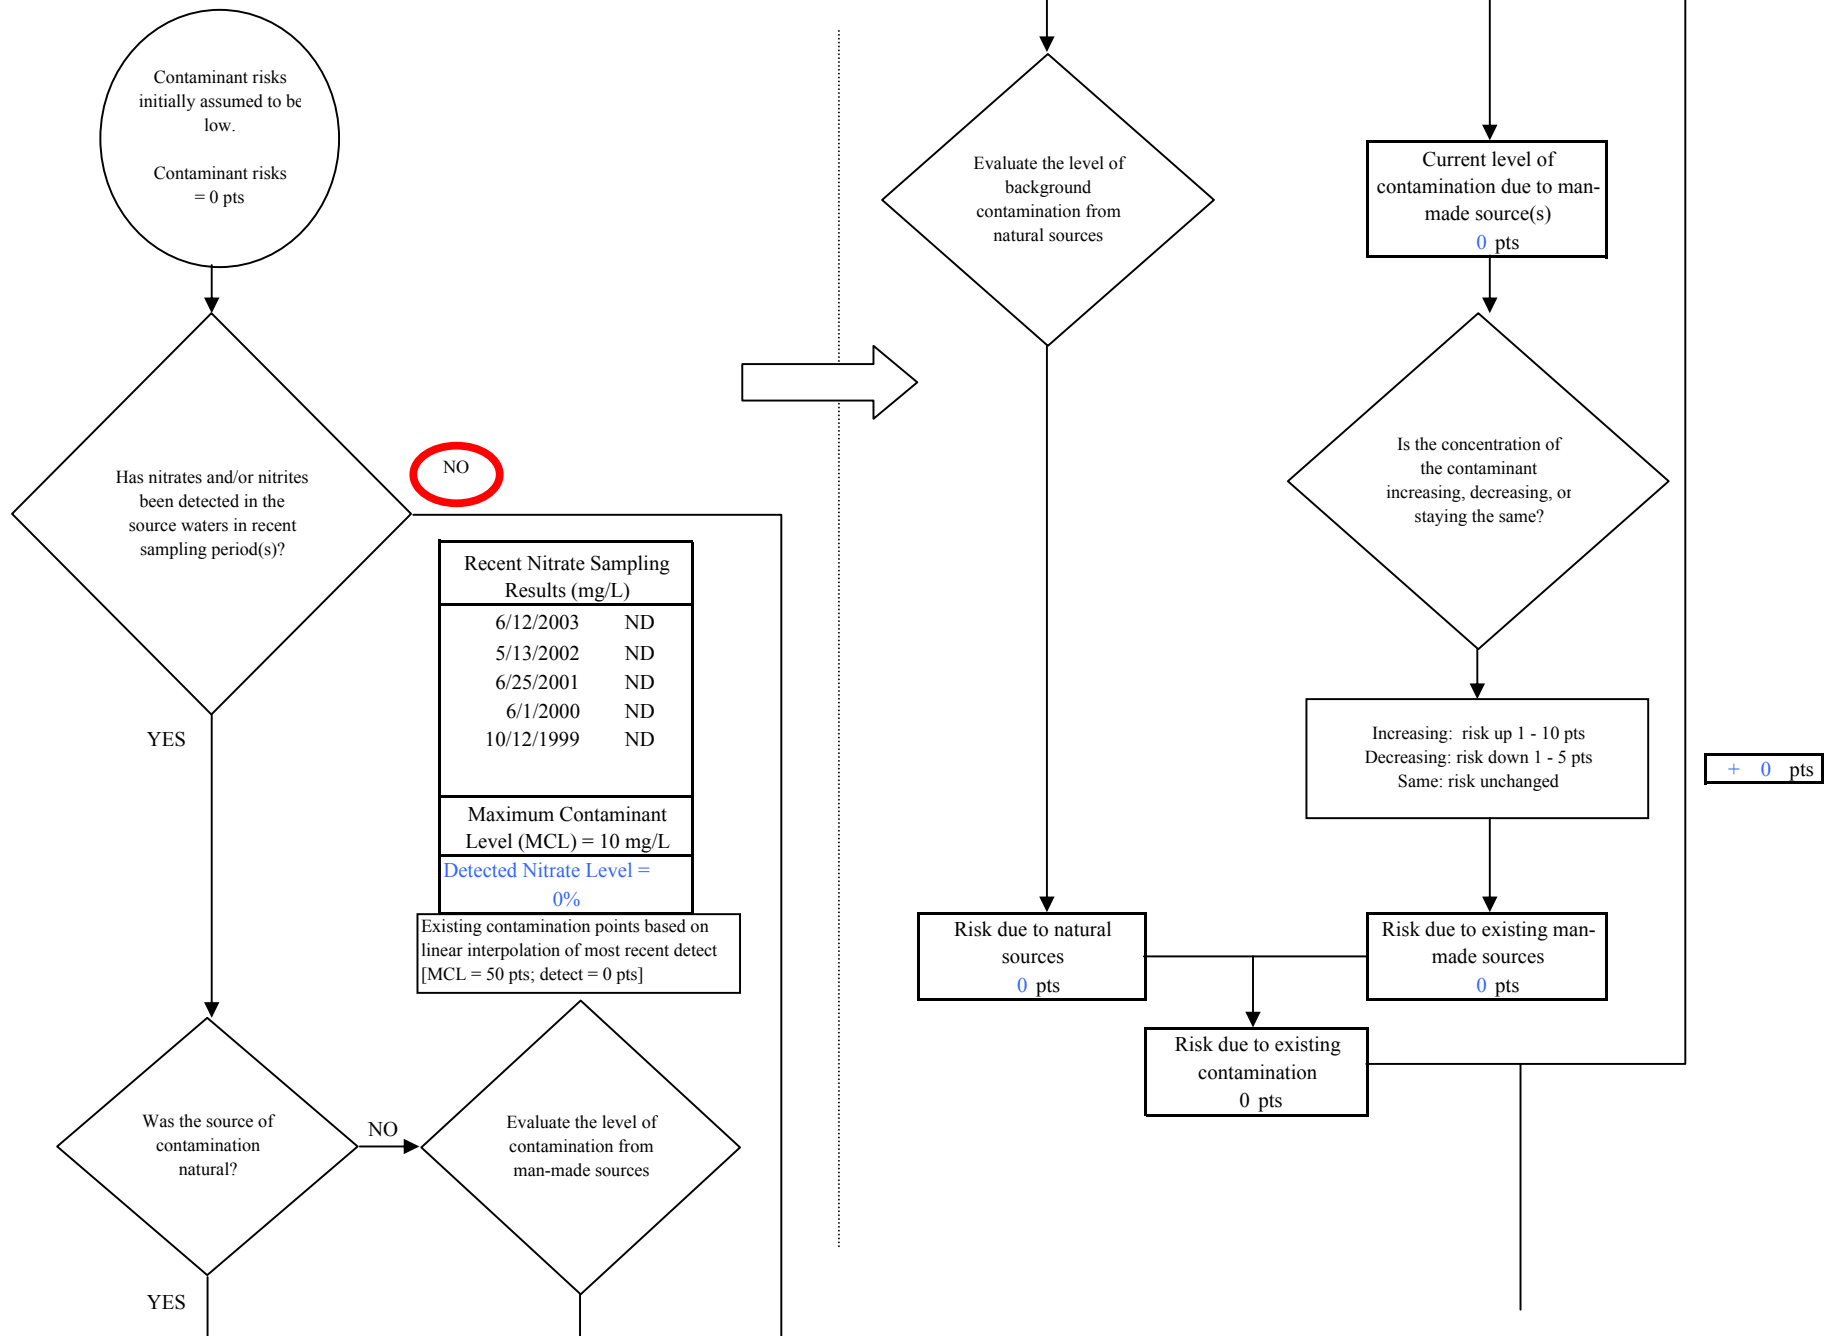 Contaminant risks
initially assumed to be
low.
Contaminant risks
= 0 pts
Has nitrates and/or nitrites
been detected in the
source waters in recent
sampling period(s)?
NO
YES
Recent Nitrate Sampling
Results (mg/L)
6/12/2003 ND
5/13/2002 ND
6/25/2001 ND
6/1/2000 ND
10/12/1999 ND
Maximum Contaminant
Level (MCL) = 10 mg/L
Detected Nitrate Level =
0%
Existing contamination points based on
linear interpolation of most recent detect
[MCL = 50 pts; detect = 0 pts]
Was the source of
contamination
natural?
NO
YES
Evaluate the level of
contamination from
man-made sources
Evaluate the level of
background
contamination from
natural sources
Current level of
contamination due to man-
made source(s)
0 pts
Is the concentration of
the contaminant
increasing, decreasing, or
staying the same?
Increasing: risk up 1 - 10 pts
Decreasing: risk down 1 - 5 pts
Same: risk unchanged
+ 0 pts
Risk due to natural
sources
0 pts
Risk due to existing man-
made sources
0 pts
Risk due to existing
contamination
0 pts